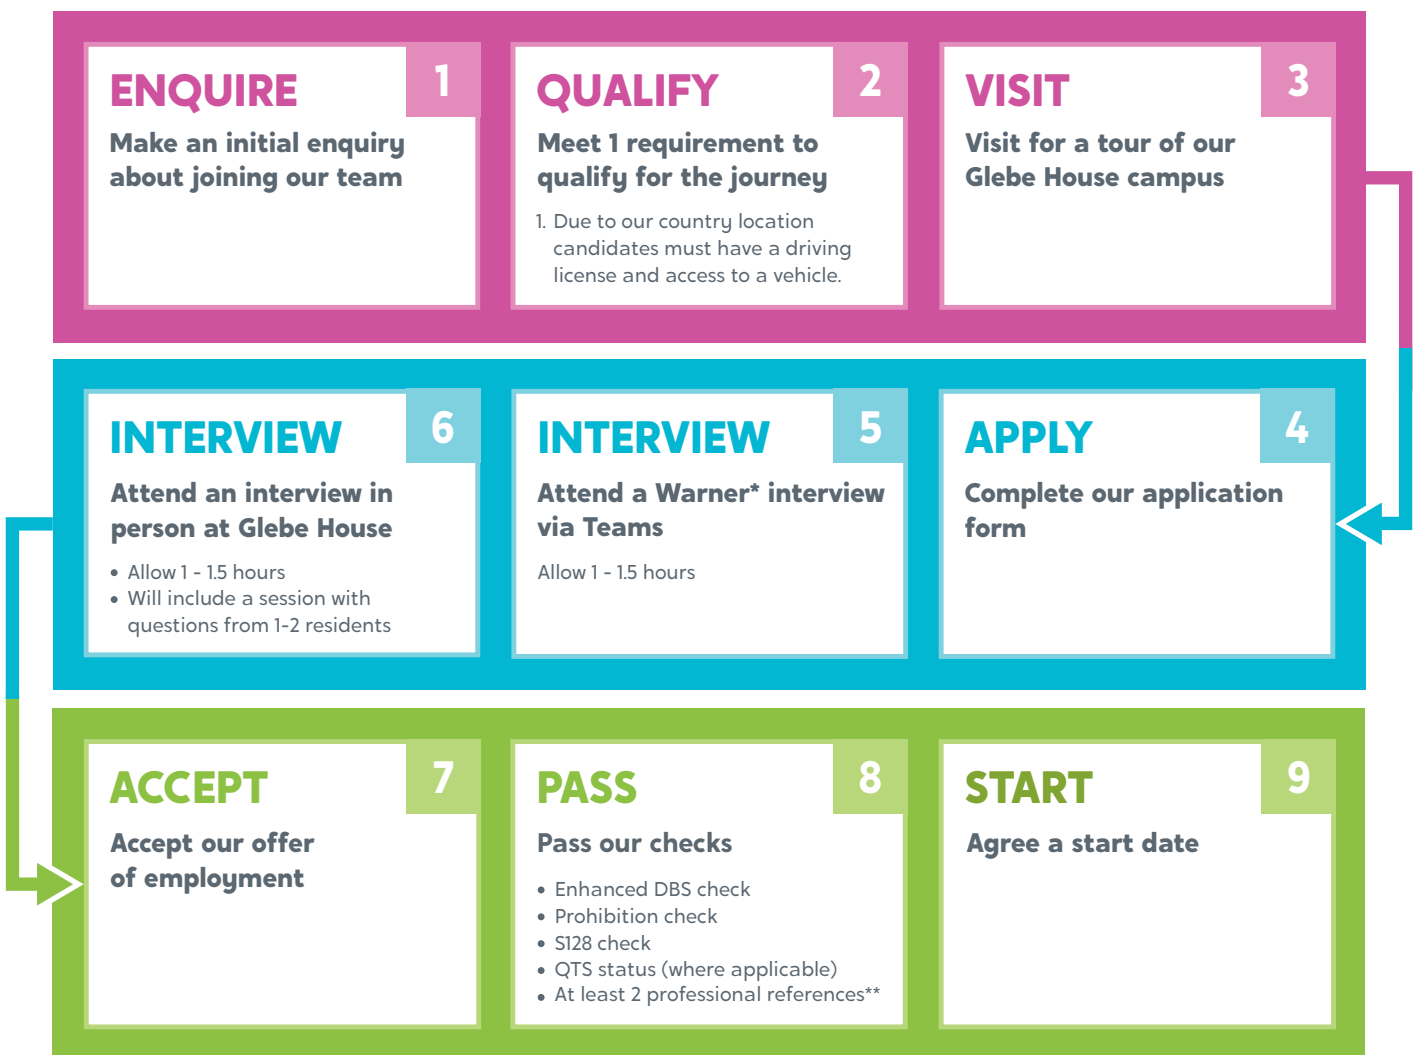 ENQUIRE
1
Make an initial enquiry
about joining our team
QUALIFY
2
Meet 1 requirement to
qualify for the journey
1. Due to our country location
candidates must have a driving
license and access to a vehicle.
VISIT
3
Visit for a tour of our
Glebe House campus
APPLY
4
Complete our application
form
INTERVIEW
5
Attend a Warner* interview
via Teams
Allow 1 - 1.5 hours
INTERVIEW
6
Attend an interview in
person at Glebe House
• Allow 1 - 1.5 hours
• Will include a session with
questions from 1-2 residents
ACCEPT
7
Accept our offer
of employment
PASS
8
Pass our checks
• Enhanced DBS check
• Prohibition check
• S128 check
• QTS status (where applicable)
• At least 2 professional references**
START
9
Agree a start date